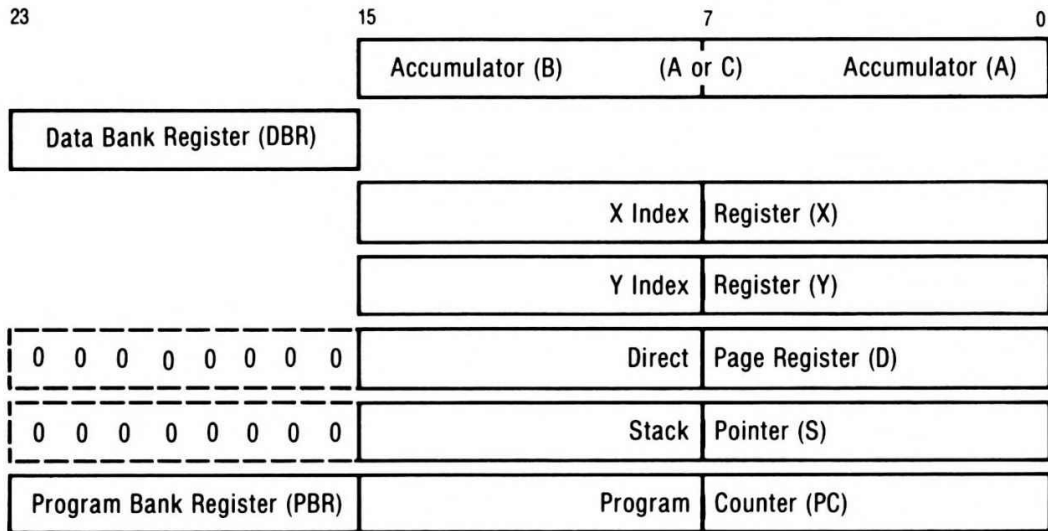 23 15 7 0
Accumulator (B) (A or C) Accumulator (A)
Data Bank Register (DBR)
X Index Register (X)
Y Index Register (Y)
0 0 0 0 0 0 0 0 Direct Page Register (D)
0 0 0 0 0 0 0 0 Stack Pointer (S)
Program Bank Register (PBR) Program Counter (PC)